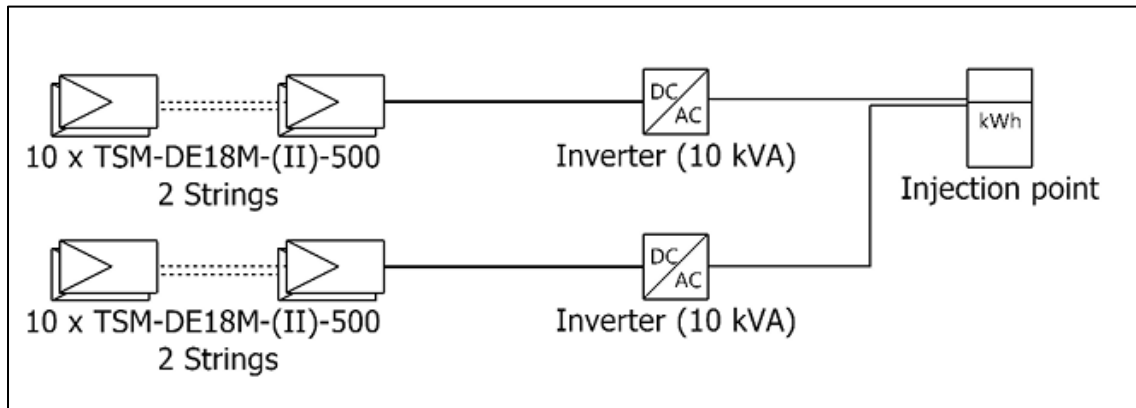 DC
AC
kWh
10 x TSM-DE18M-(II)-500
2 Strings
Inverter (10 kVA)
Injection point
DC
AC
10 x TSM-DE18M-(II)-500
2 Strings
Inverter (10 kVA)